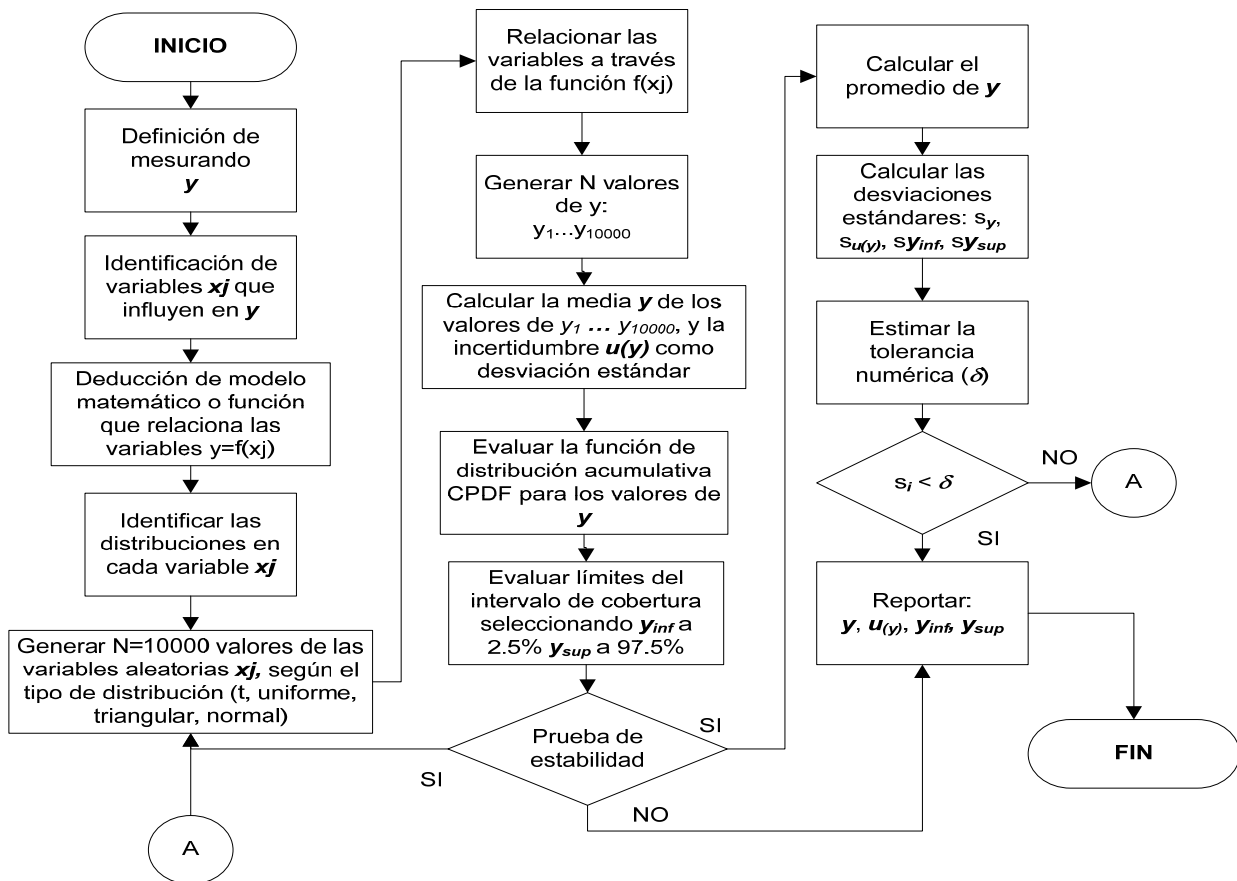 INICIO
Definición de
mesurando
y
Identificación de
variables xj que
influyen en y
Deducción de modelo
matemático o función
que relaciona las
variables y=f(xj)
Identificar las
distribuciones en
cada variable xj
Generar N=10000 valores de las
variables aleatorias xj, según el
tipo de distribución (t, uniforme,
triangular, normal)
A
Relacionar las
variables a través
de la función f(xj)
Generar N valores
de y:
y1...y10000
Calcular la media y de los
valores de y1 ... y10000, y la
incertidumbre u(y) como
desviación estándar
Evaluar la función de
distribución acumulativa
CPDF para los valores de
y
Evaluar límites del
intervalo de cobertura
seleccionando yinf a
2.5% ysup a 97.5%
Prueba de
estabilidad
SI
SI
NO
Calcular el
promedio de y
Calcular las
desviaciones
estándares: sy,
su(y), syinf, sysup
Estimar la
tolerancia
numérica (δ)
si < δ
NO
A
SI
Reportar:
y, u(y), yinf, ysup
FIN